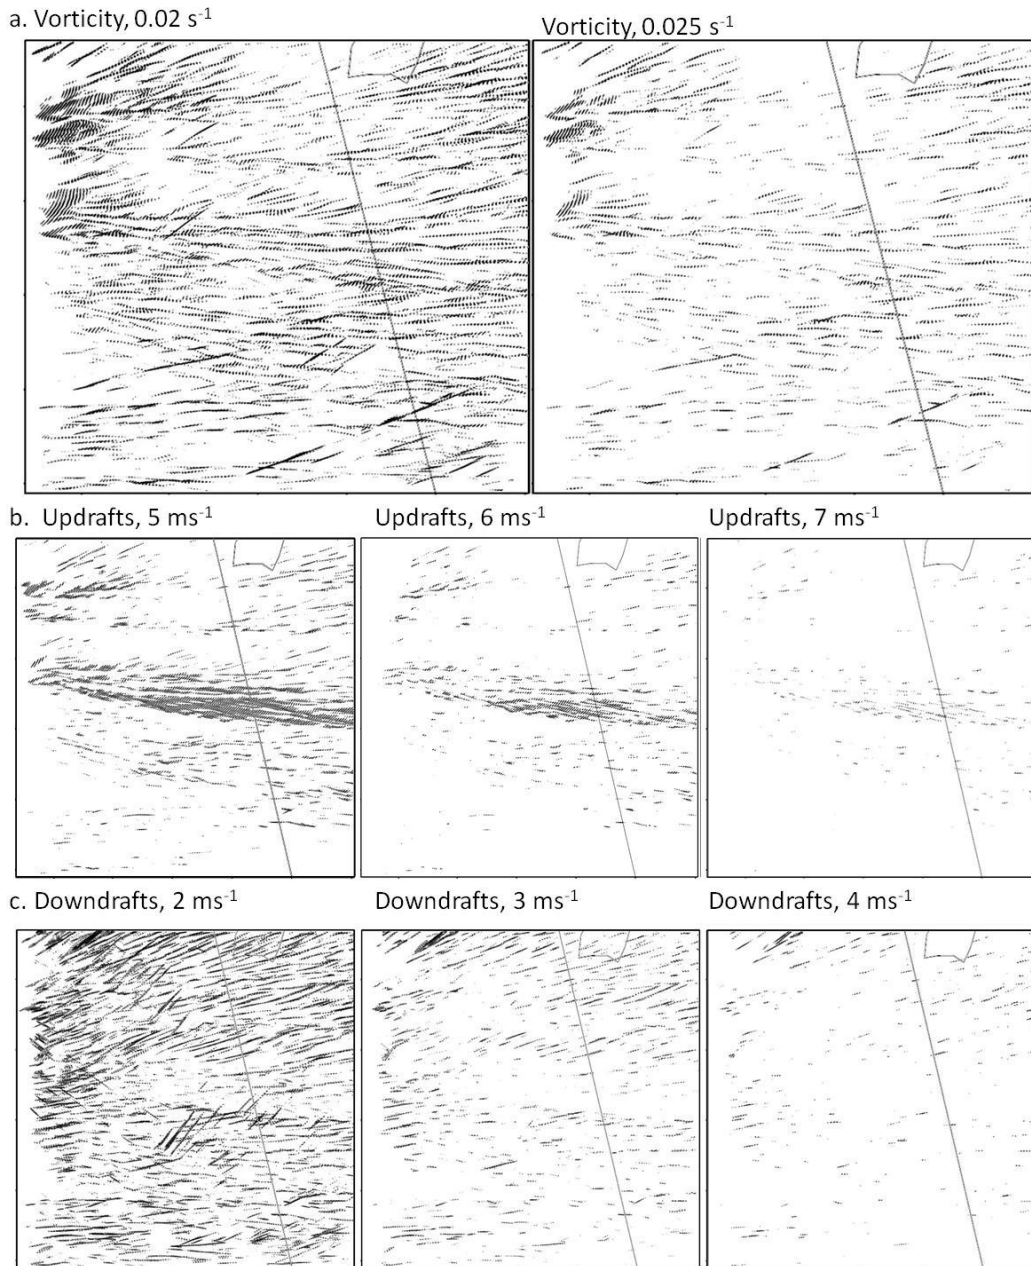 a. Vorticity, 0.02 s⁻¹
Vorticity, 0.025 s⁻¹
b. Updrafts, 5 ms⁻¹
Updrafts, 6 ms⁻¹
Updrafts, 7 ms⁻¹
c. Downdrafts, 2 ms⁻¹
Downdrafts, 3 ms⁻¹
Downdrafts, 4 ms⁻¹